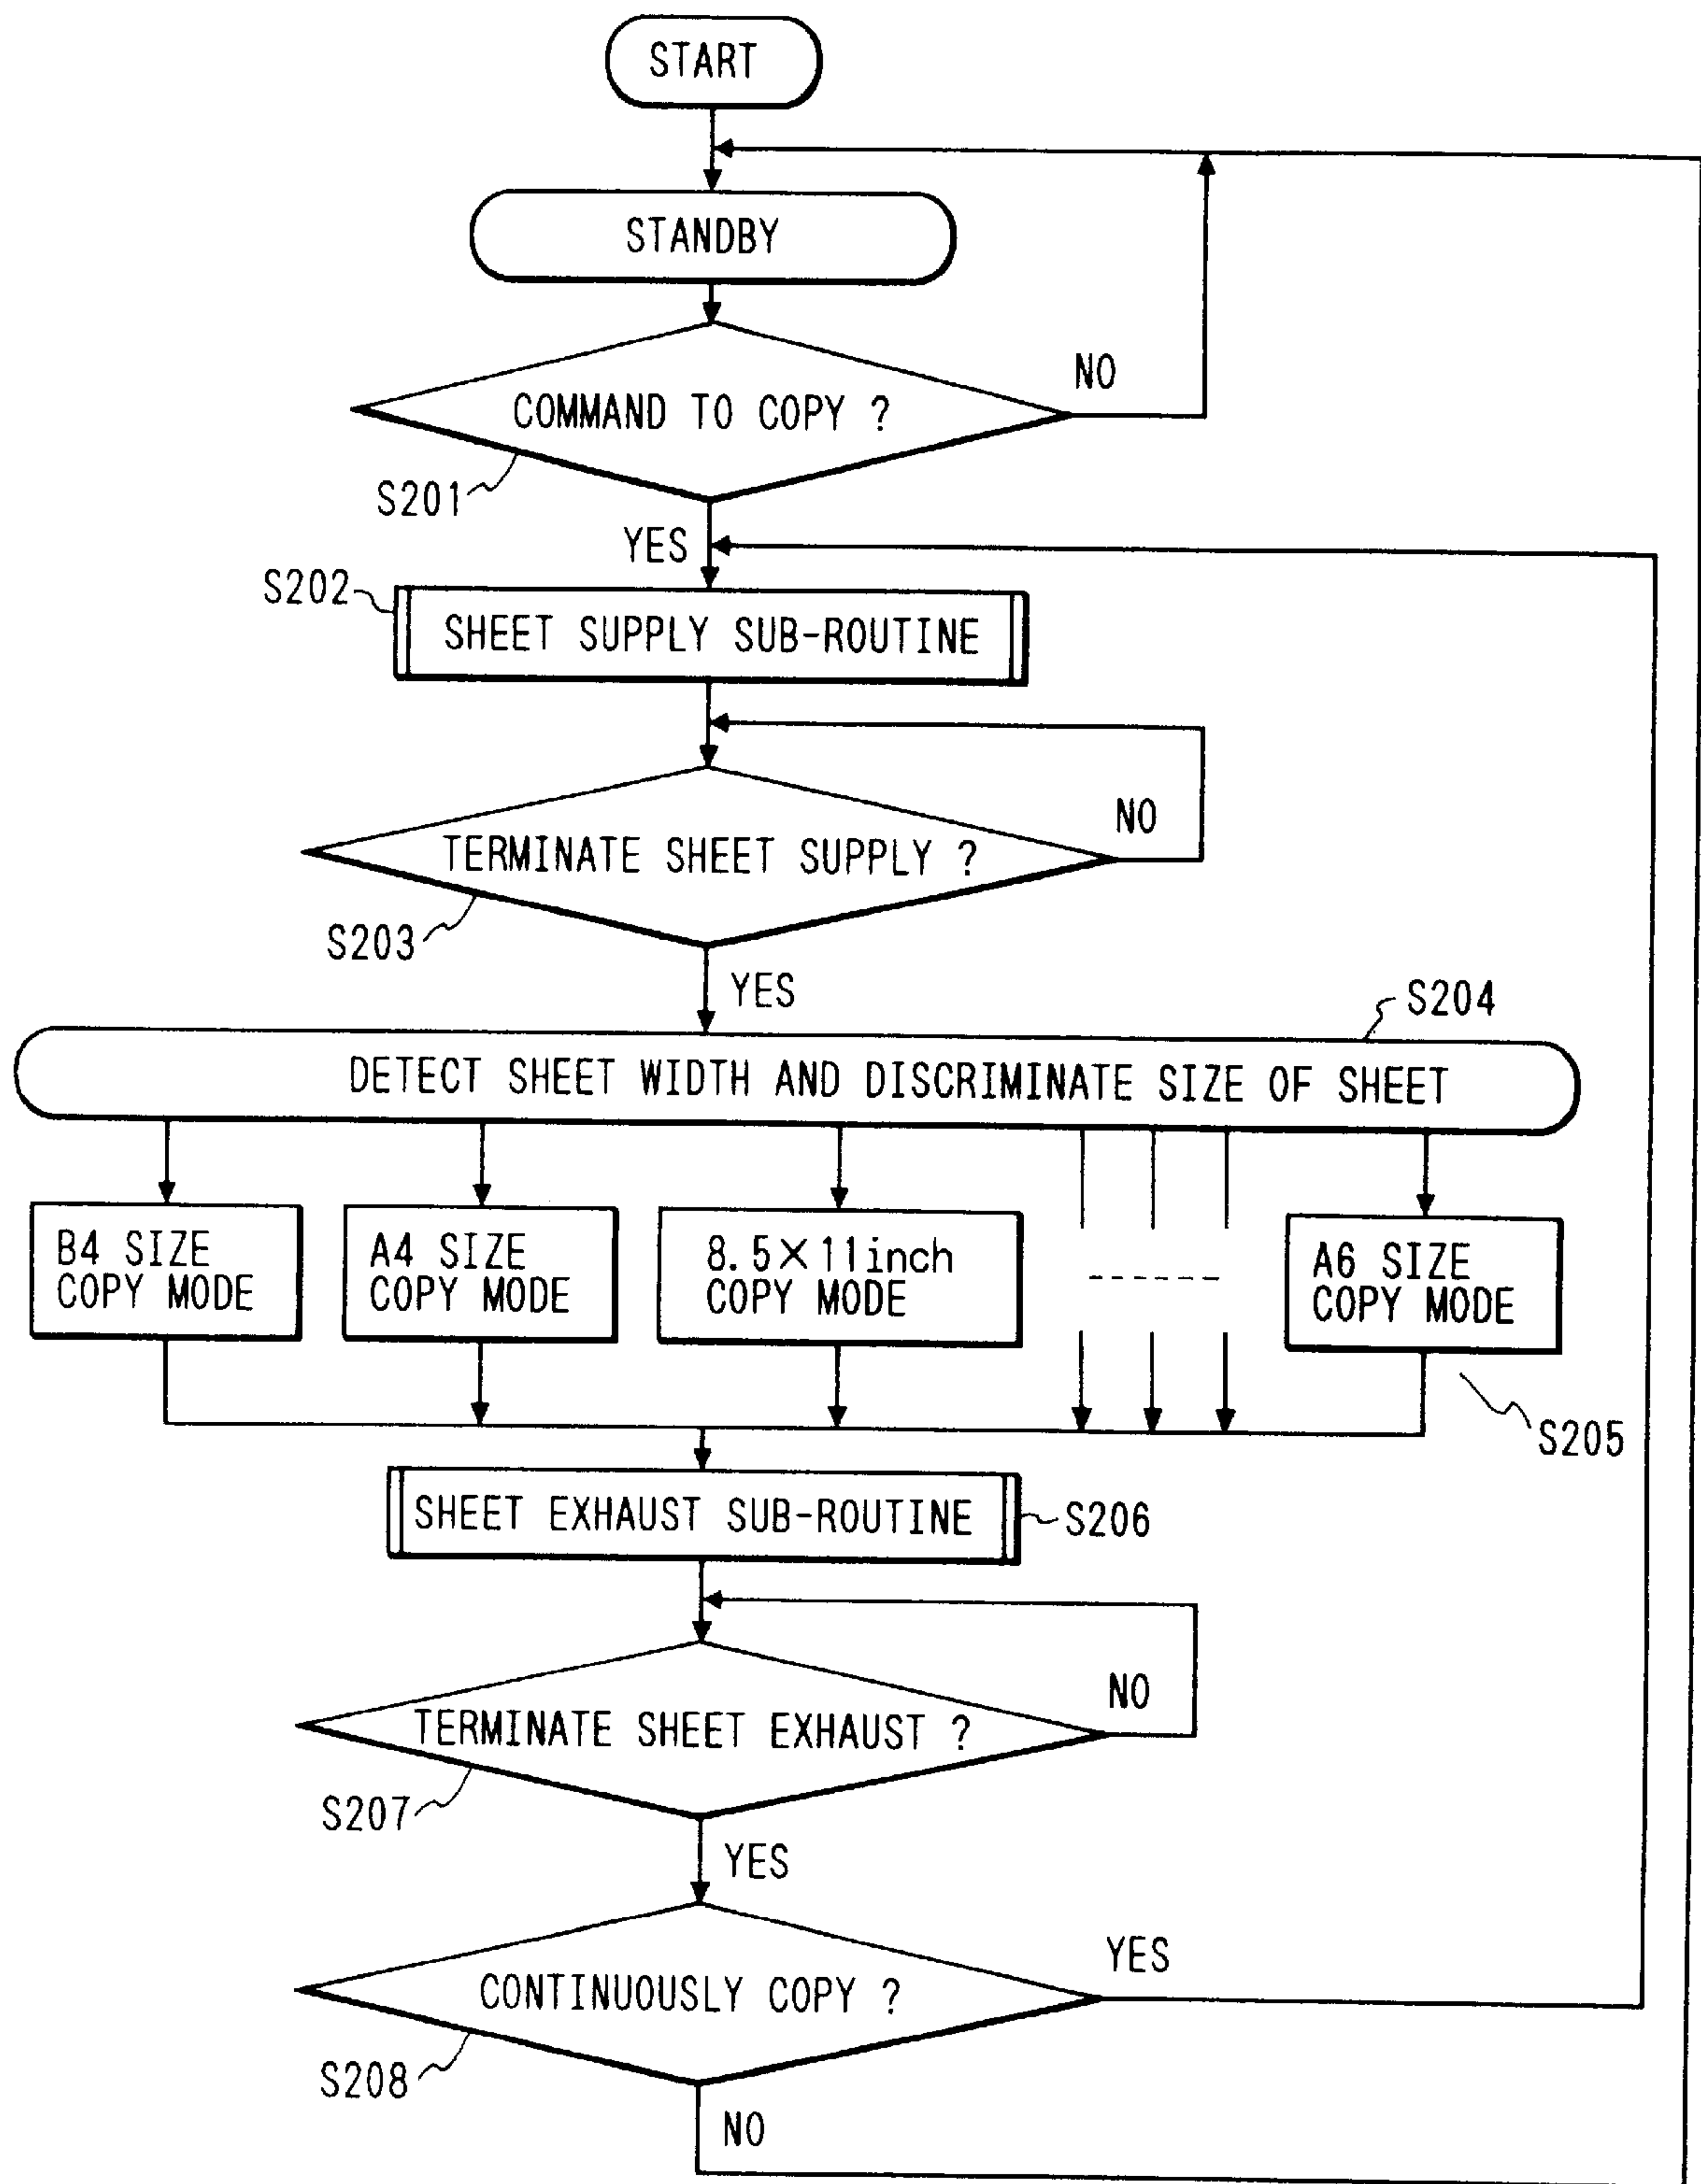 START
STANDBY
COMMAND TO COPY ?
NO
S201
YES
S202
SHEET SUPPLY SUB-ROUTINE
TERMINATE SHEET SUPPLY ?
NO
S203
YES
S204
DETECT SHEET WIDTH AND DISCRIMINATE SIZE OF SHEET
B4 SIZE
COPY MODE
A4 SIZE
COPY MODE
8.5×11inch
COPY MODE
A6 SIZE
COPY MODE
S205
SHEET EXHAUST SUB-ROUTINE
S206
TERMINATE SHEET EXHAUST ?
NO
S207
YES
CONTINUOUSLY COPY ?
YES
S208
NO